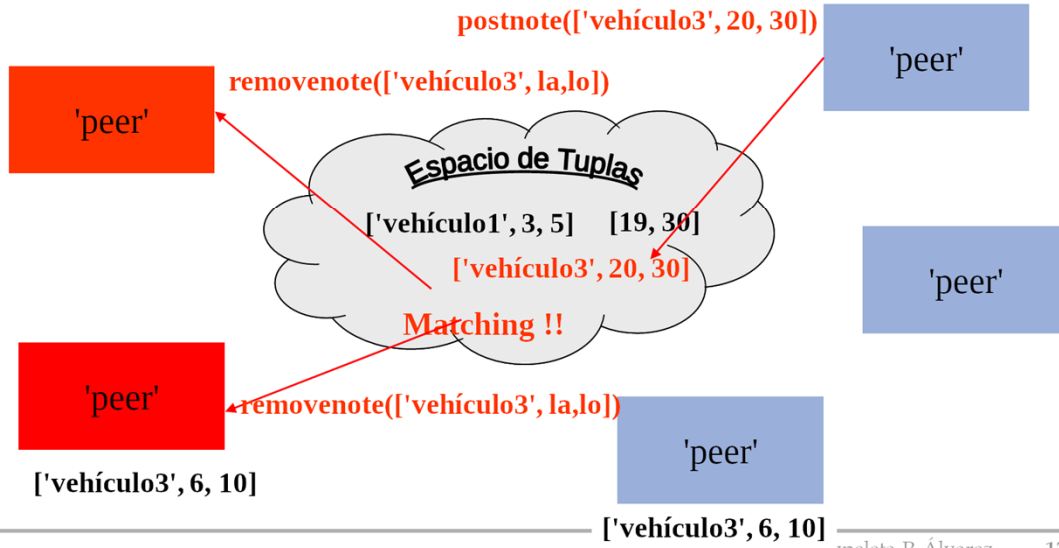 postnote(['vehículo3', 20, 30])
'peer'
removenote(['vehículo3', la,lo])
'peer'
Espacio de Tuplas
['vehículo1', 3, 5] [19, 30]
['vehículo3', 20, 30]
'peer'
Matching !!
'peer'
removenote(['vehículo3', la,lo])
'peer'
['vehículo3', 6, 10]
['vehículo3', 6, 10]
B Álvarez